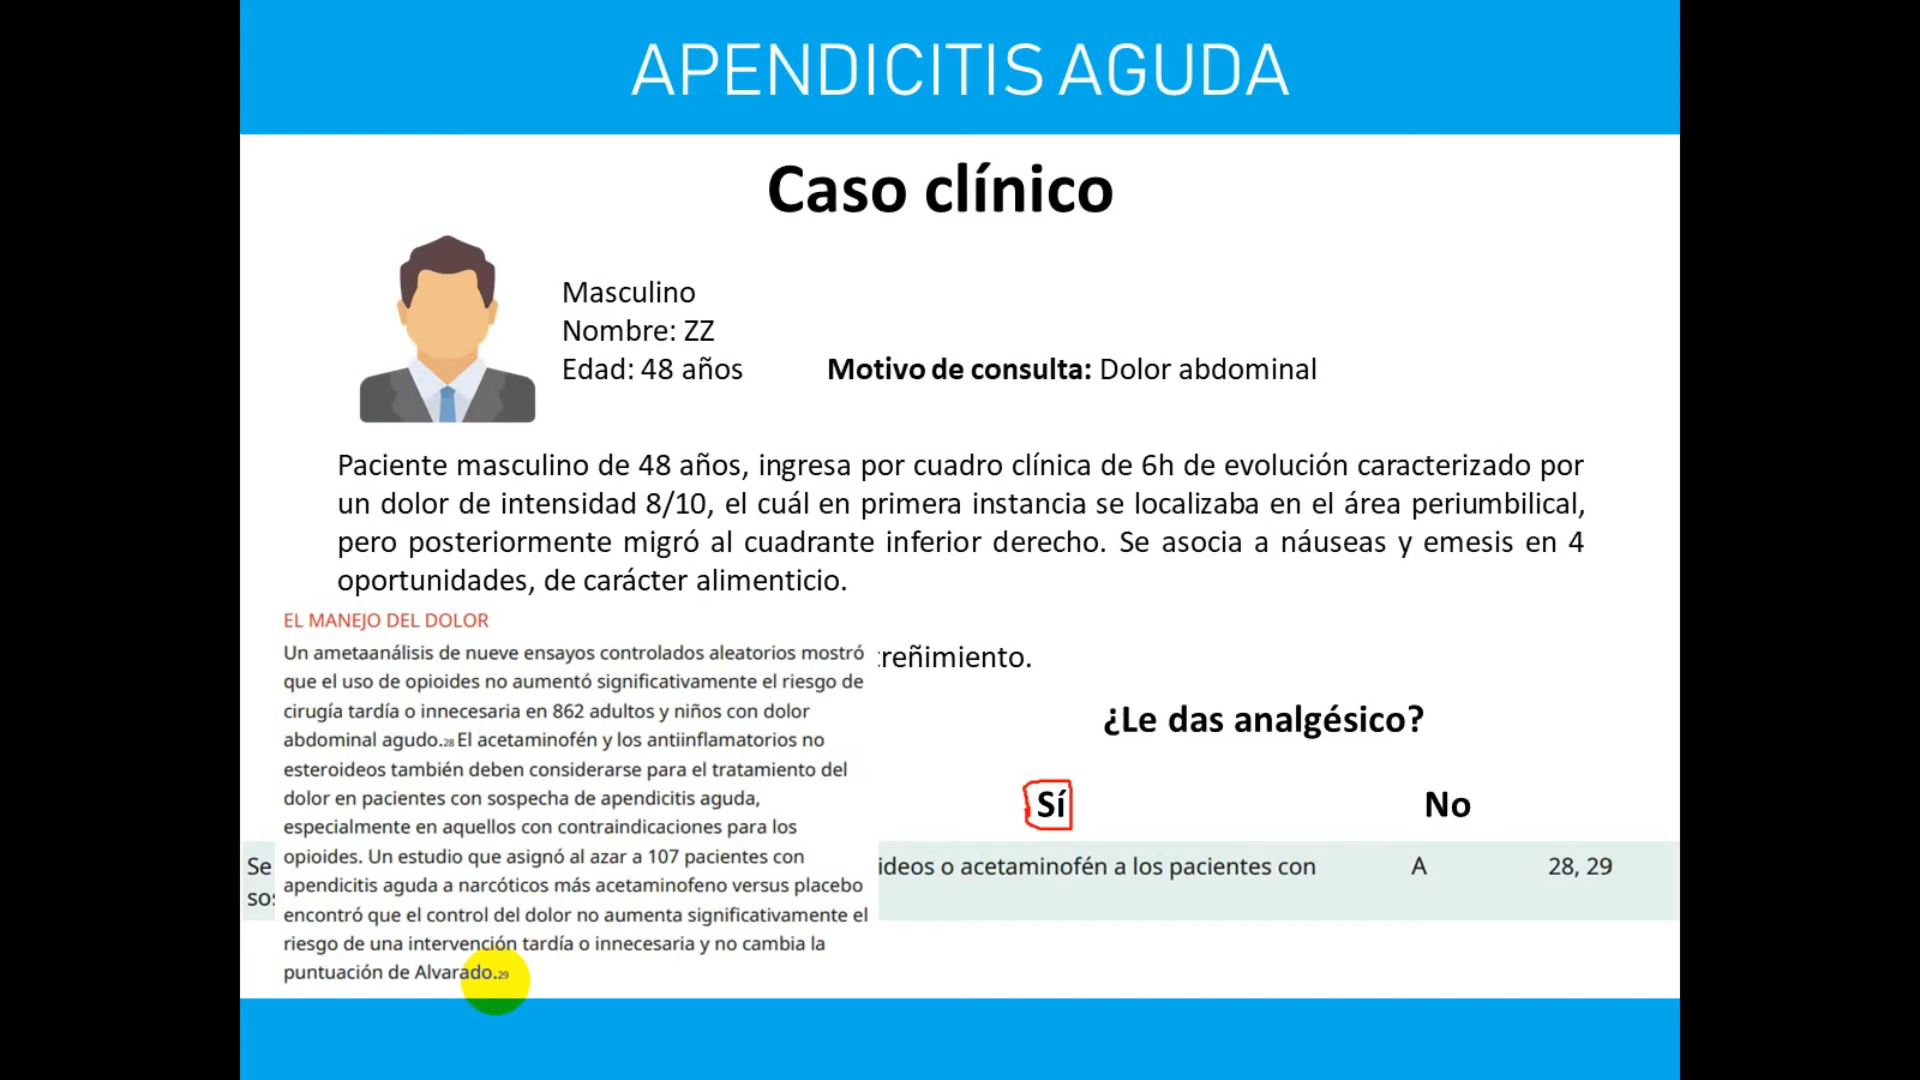 APENDICITIS AGUDA
Caso clínico
Masculino
Nombre: ZZ
Edad: 48 años
Motivo de consulta: Dolor abdominal
Paciente masculino de 48 años, ingresa por cuadro clínica de 6h de evolución caracterizado por
un dolor de intensidad 8/10, el cuál en primera instancia se localizaba en el área periumbilical,
pero posteriormente migró al cuadrante inferior derecho. Se asocia a náuseas y emesis en 4
oportunidades, de carácter alimenticio.
EL MANEJO DEL DOLOR
Un ametaanálisis de nueve ensayos controlados aleatorios mostró
que el uso de opioides no aumentó significativamente el riesgo de
cirugía tardía o innecesaria en 862 adultos y niños con dolor
abdominal agudo.28 El acetaminofén y los antiinflamatorios no
esteroideos también deben considerarse para el tratamiento del
dolor en pacientes con sospecha de apendicitis aguda,
especialmente en aquellos con contraindicaciones para los
opioides. Un estudio que asignó al azar a 107 pacientes con
apendicitis aguda a narcóticos más acetaminofeno versus placebo
encontró que el control del dolor no aumenta significativamente el
riesgo de una intervención tardía o innecesaria y no cambia la
puntuación de Alvarado.29
treñimiento.
¿Le das analgésico?
Sí
No
Se
ideos o acetaminofén a los pacientes con
A
28, 29